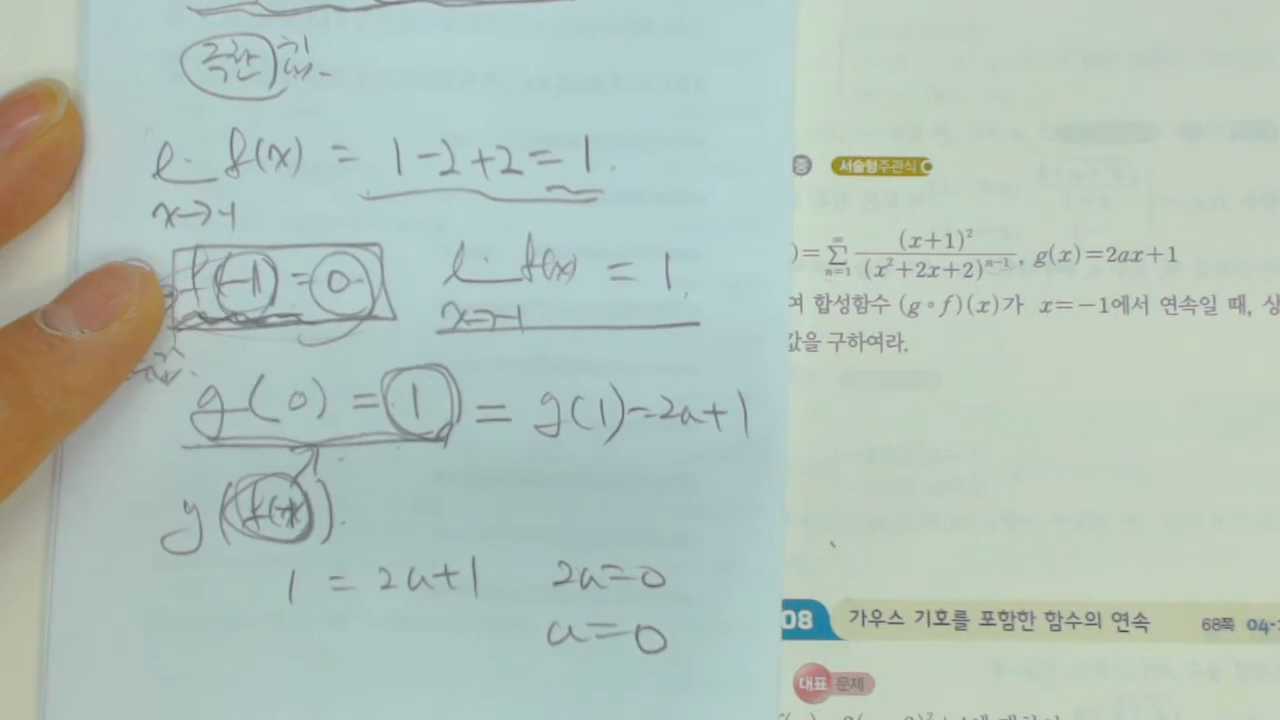 극한값.
l. f(x) = 1-2+2=1.
x→-1
f(-1)=0
l. f(x) = 1.
x→-1
g(0) = 1 = g(1)=2a+1
g(f(-1)).
1 = 2a+1 2a=0
a=0
중 서술형주관식
)=∑ n=1 ∞ (x+1)²/(x²+2x+2)ⁿ⁻¹, g(x)=2ax+1
여 합성함수 (g∘f)(x)가 x=-1에서 연속일 때, 상
값을 구하여라.
08 가우스 기호를 포함한 함수의 연속 68쪽 04-
대표 문제